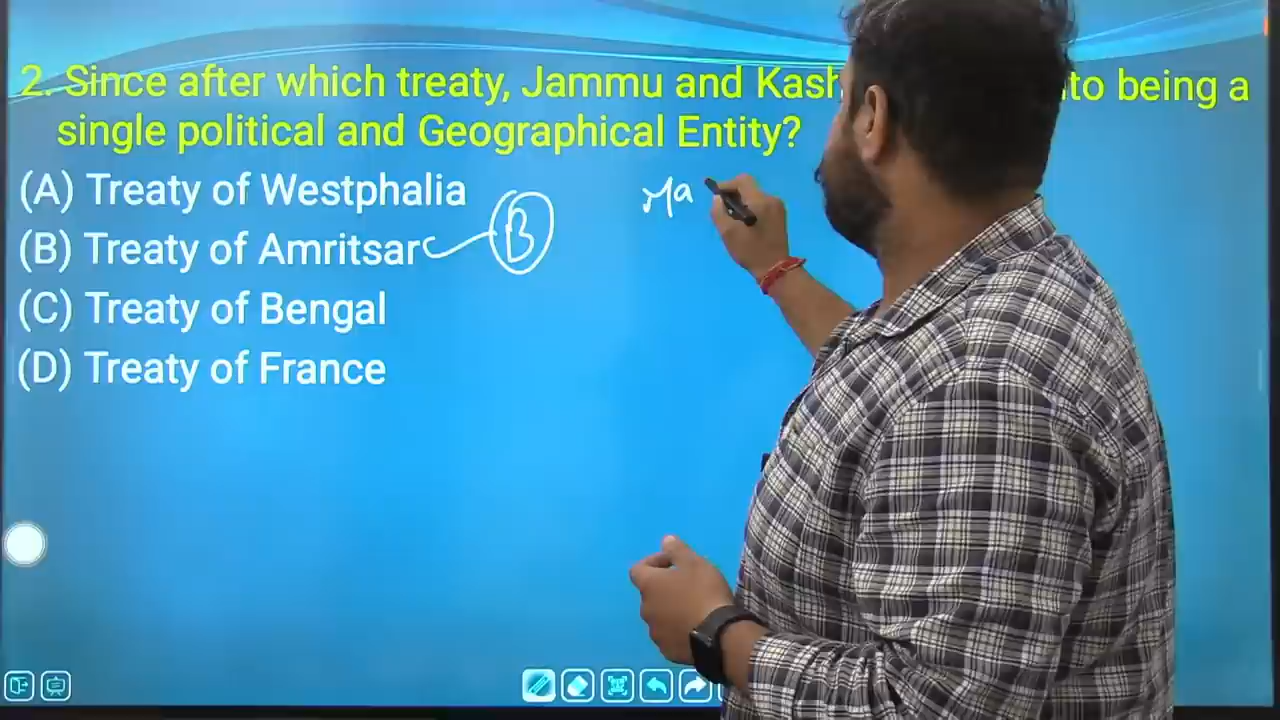 2. Since after which treaty, Jammu and Kash to being a
single political and Geographical Entity?
(A) Treaty of Westphalia
(B) Treaty of Amritsar B
(C) Treaty of Bengal
(D) Treaty of France
Ma